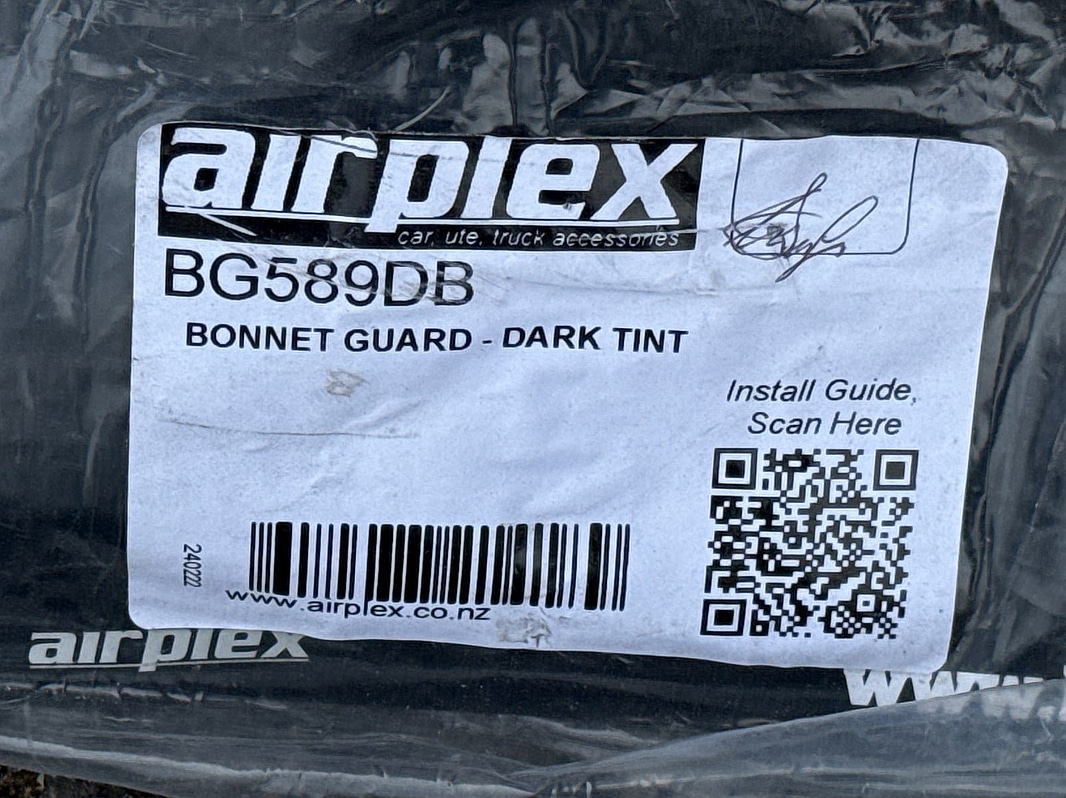 airplex
car, ute, truck accessories
BG589DB
BONNET GUARD - DARK TINT
Install Guide,
Scan Here
240222
www.airplex.co.nz
airplex
www.